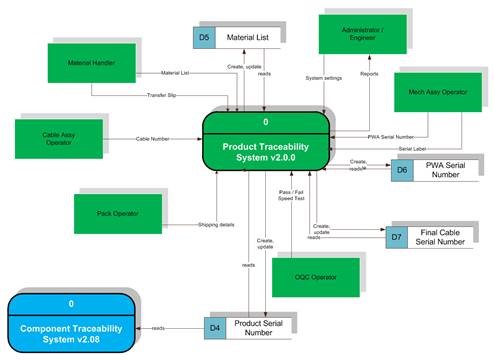 D5
Material List
Administrator /
Engineer
Material Handler
Material List
Create, update
reads
System settings
Reports
Mech Assy Operator
Transfer Slip
0
Product Traceability
System v2.0.0
Cable Assy
Operator
Cable Number
PWA Serial Number
Serial Label
Create,
reads
D6
PWA Serial
Number
Pack Operator
Shipping details
Pass / Fail
Speed Test
Create,
update
reads
D7
Final Cable
Serial Number
Create,
update
reads
OQC Operator
0
Component Traceability
System v2.08
reads
D4
Product Serial
Number